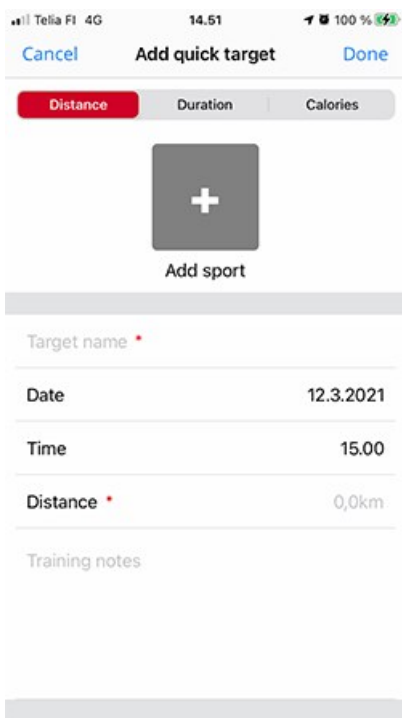 Telia FI 4G 14.51 100 %
Cancel Add quick target Done
Distance Duration Calories
Add sport
Target name *
Date 12.3.2021
Time 15.00
Distance * 0,0km
Training notes